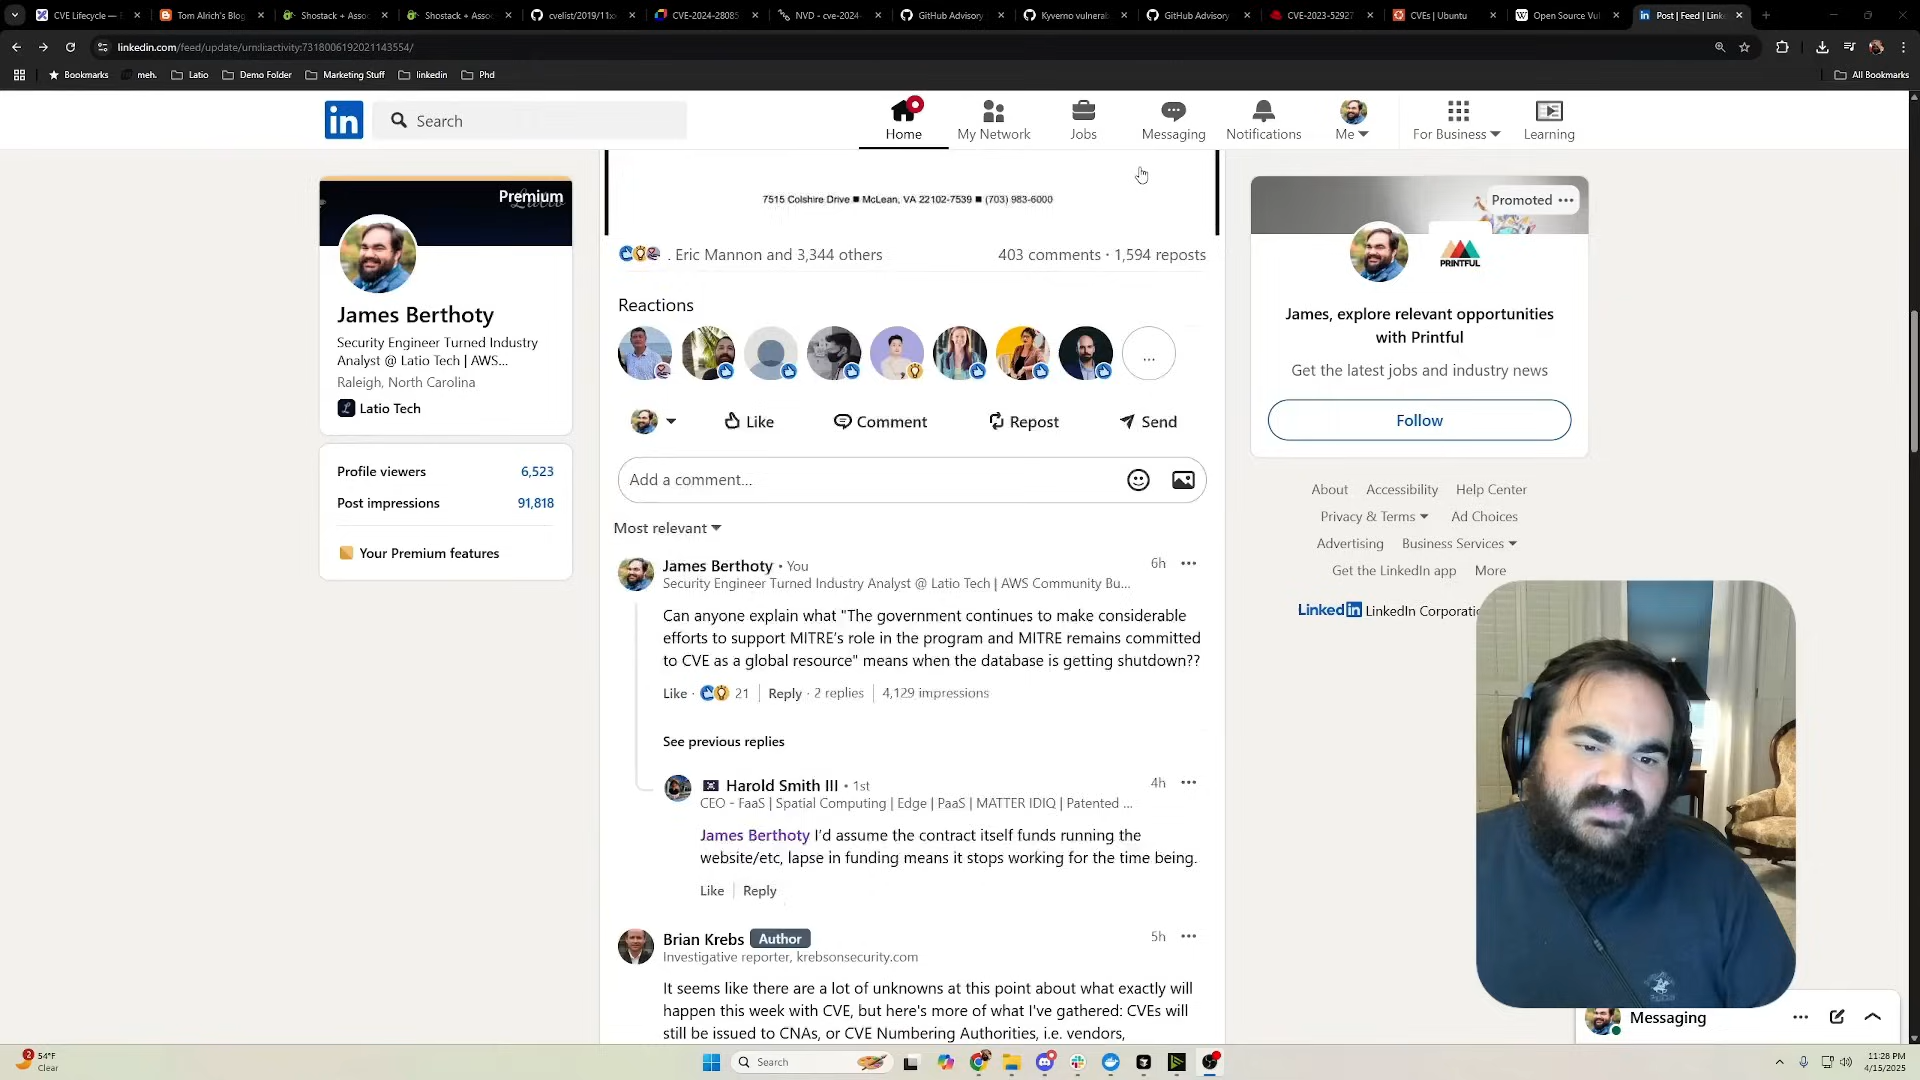 CVE Lifecycle —
Tom Alrich's Blog
Shostack + Assoc
Shostack + Assoc
cvelist/2019/11xx
CVE-2024-28085
NVD - cve-2024-
GitHub Advisory
Kyverno vulnerab
GitHub Advisory
CVE-2023-52927
CVEs | Ubuntu
Open Source Vul
Post | Feed | Link
linkedin.com/feed/update/urn:li:activity:7318006192021143554/
Bookmarks
meh.
Latio
Demo Folder
Marketing Stuff
linkedin
Phd
All Bookmarks
Search
Home
My Network
Jobs
Messaging
Notifications
Me
For Business
Learning
Premium
James Berthoty
Security Engineer Turned Industry
Analyst @ Latio Tech | AWS...
Raleigh, North Carolina
Latio Tech
Profile viewers 6,523
Post impressions 91,818
Your Premium features
7515 Colshire Drive ■ McLean, VA 22102-7539 ■ (703) 983-6000
. Eric Mannon and 3,344 others
403 comments · 1,594 reposts
Reactions
...
Like
Comment
Repost
Send
Add a comment...
Most relevant
James Berthoty • You
6h
Security Engineer Turned Industry Analyst @ Latio Tech | AWS Community Bu...
Can anyone explain what "The government continues to make considerable
efforts to support MITRE's role in the program and MITRE remains committed
to CVE as a global resource" means when the database is getting shutdown??
Like · 21 | Reply · 2 replies | 4,129 impressions
See previous replies
Harold Smith III • 1st
4h
CEO - FaaS | Spatial Computing | Edge | PaaS | MATTER IDIQ | Patented ...
James Berthoty I'd assume the contract itself funds running the
website/etc, lapse in funding means it stops working for the time being.
Like | Reply
Brian Krebs Author
5h
Investigative reporter, krebsonsecurity.com
It seems like there are a lot of unknowns at this point about what exactly will
happen this week with CVE, but here's more of what I've gathered: CVEs will
still be issued to CNAs, or CVE Numbering Authorities, i.e. vendors,
Promoted
PRINTFUL
James, explore relevant opportunities
with Printful
Get the latest jobs and industry news
Follow
About Accessibility Help Center
Privacy & Terms Ad Choices
Advertising Business Services
Get the LinkedIn app More
LinkedIn LinkedIn Corporatio
Messaging
2
54°F
Clear
Search
11:28 PM
4/15/2025